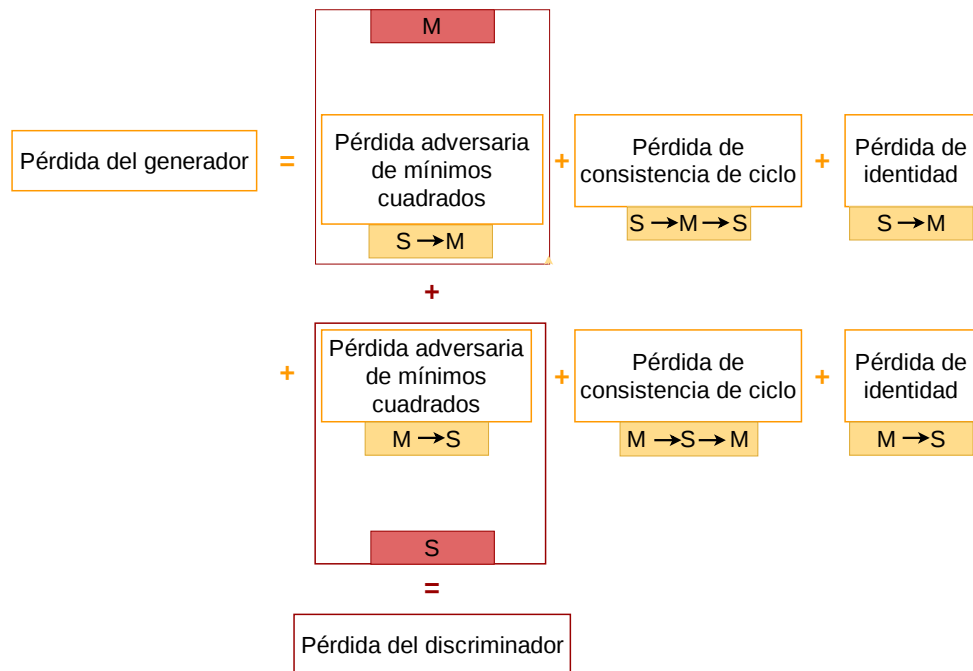 M
Pérdida del generador
=
Pérdida adversaria
de mínimos
cuadrados
+
Pérdida de
consistencia de ciclo
+
Pérdida de
identidad
S → M
S → M → S
S → M
+
+
Pérdida adversaria
de mínimos
cuadrados
+
Pérdida de
consistencia de ciclo
+
Pérdida de
identidad
M → S
M → S → M
M → S
S
=
Pérdida del discriminador